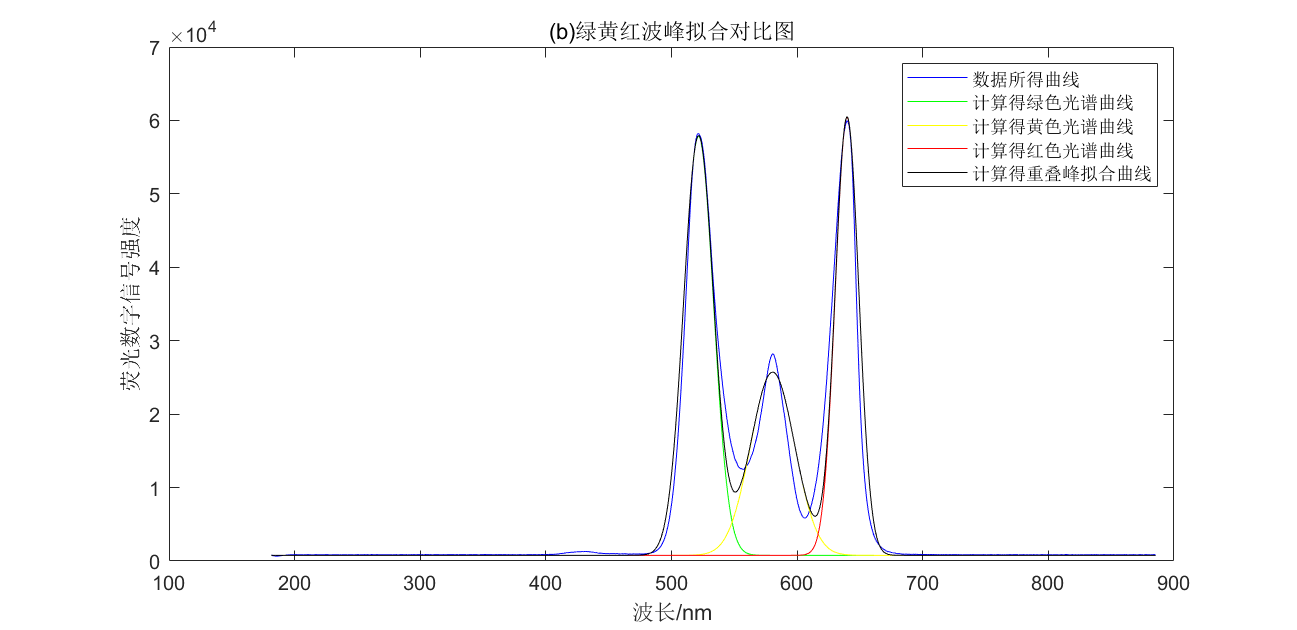 (b)绿黄红波峰拟合对比图
×10⁴
7
6
5
4
3
2
1
0
荧光数字信号强度
数据所得曲线
计算得绿色光谱曲线
计算得黄色光谱曲线
计算得红色光谱曲线
计算得重叠峰拟合曲线
100 200 300 400 500 600 700 800 900
波长/nm